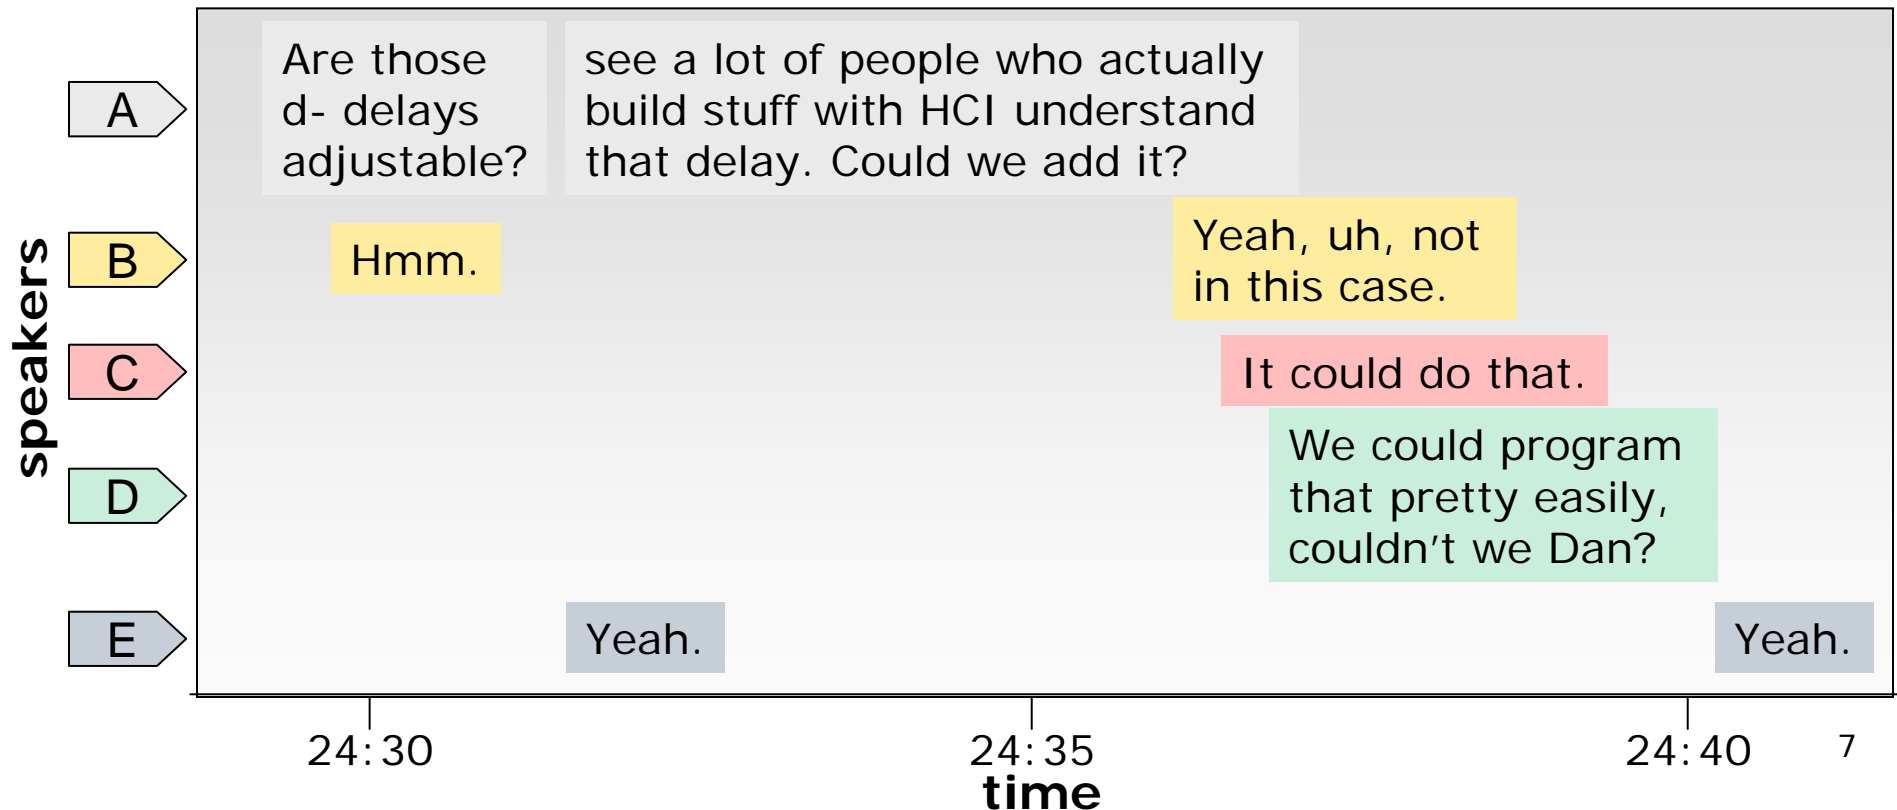 speakers
A
Are those
d- delays
adjustable?
see a lot of people who actually
build stuff with HCI understand
that delay. Could we add it?
B
Hmm.
Yeah, uh, not
in this case.
C
It could do that.
D
We could program
that pretty easily,
couldn't we Dan?
E
Yeah.
Yeah.
24:30
24:35
24:40
7
time